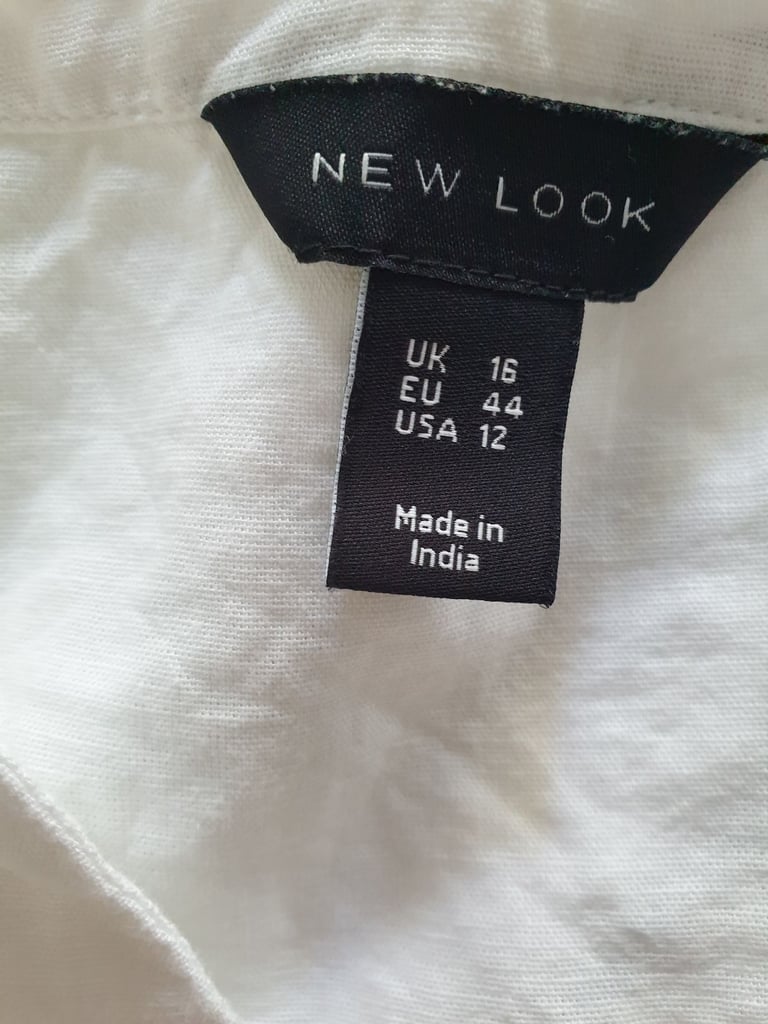 NEW LOOK
UK 16
EU 44
USA 12
Made in
India